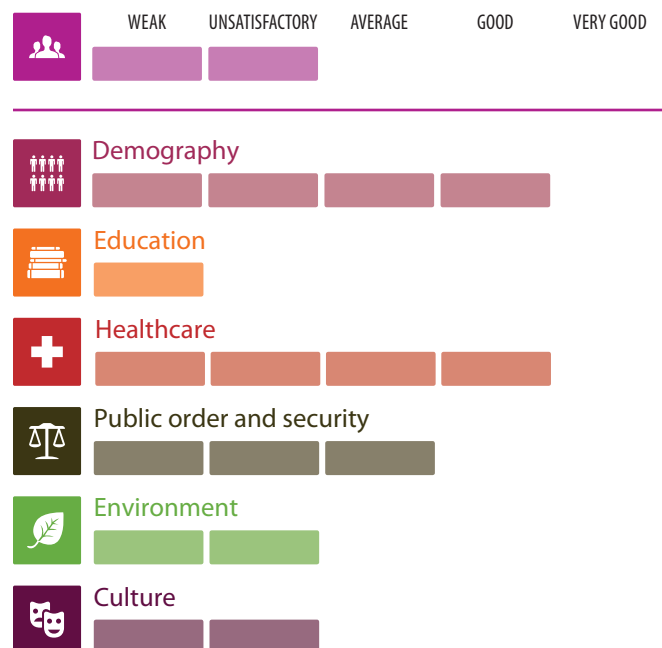 WEAK UNSATISFACTORY AVERAGE GOOD VERY GOOD
Demography
Education
Healthcare
Public order and security
Environment
Culture